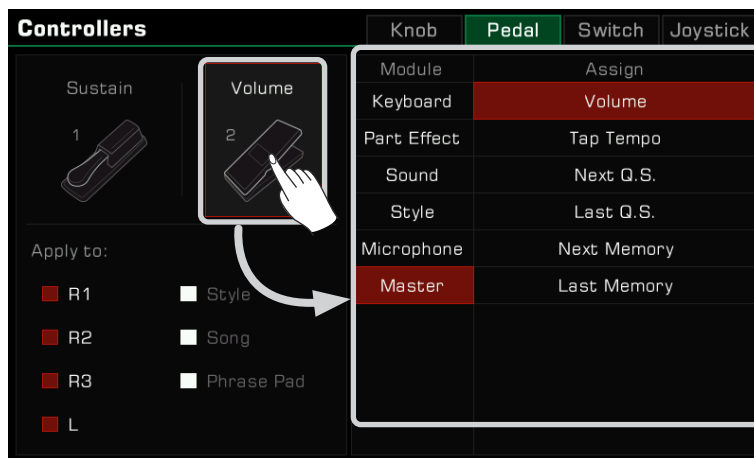 Controllers
Knob Pedal Switch Joystick
Sustain Volume
1 2
Apply to:
R1 Style
R2 Song
R3 Phrase Pad
L
Module Assign
Keyboard Volume
Part Effect Tap Tempo
Sound Next Q.S.
Style Last Q.S.
Microphone Next Memory
Master Last Memory